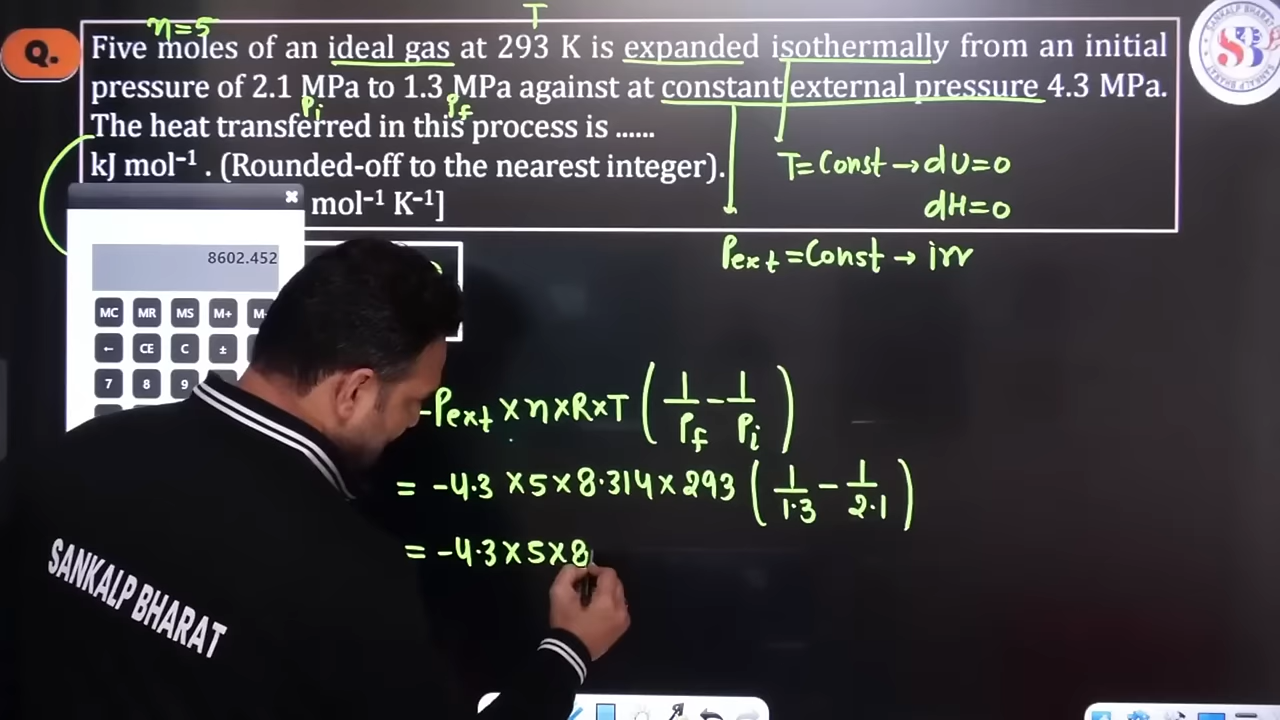 η=5
T
Q. Five moles of an ideal gas at 293 K is expanded isothermally from an initial
pressure of 2.1 MPa to 1.3 MPa against at constant external pressure 4.3 MPa.
Pi Pf
The heat transferred in this process is ......
kJ mol⁻¹ . (Rounded-off to the nearest integer).
mol⁻¹ K⁻¹]
T=Const → dU=0
dH=0
Pext=Const → irr
8602.452
MC MR MS M+
← CE C ±
7 8 9
-Pext × η × R × T (1/Pf - 1/Pi)
= -4.3 × 5 × 8.314 × 293 (1/1.3 - 1/2.1)
= -4.3 × 5 × 8
SANKALP BHARAT
SANKALP BHARAT